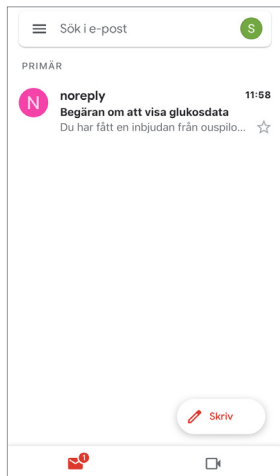 Sök i e-post
S
PRIMÄR
N
noreply 11:58
Begäran om att visa glukosdata
Du har fått en inbjudan från ouspilo...
Skriv
1